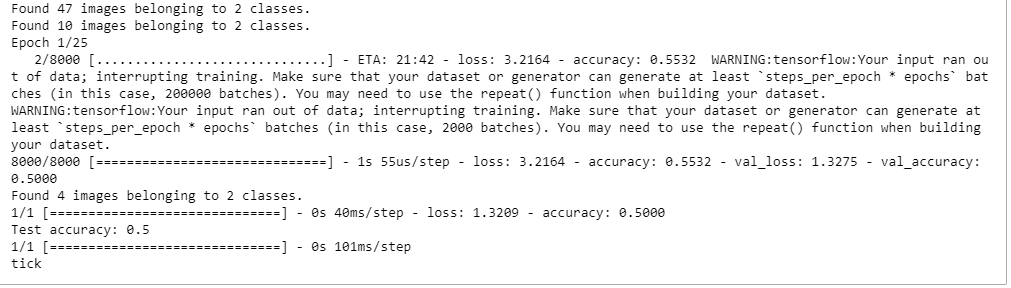 Found 47 images belonging to 2 classes.
Found 10 images belonging to 2 classes.
Epoch 1/25
   2/8000 [..............................] - ETA: 21:42 - loss: 3.2164 - accuracy: 0.5532  WARNING:tensorflow:Your input ran ou
t of data; interrupting training. Make sure that your dataset or generator can generate at least `steps_per_epoch * epochs` bat
ches (in this case, 200000 batches). You may need to use the repeat() function when building your dataset.
WARNING:tensorflow:Your input ran out of data; interrupting training. Make sure that your dataset or generator can generate at
least `steps_per_epoch * epochs` batches (in this case, 2000 batches). You may need to use the repeat() function when building
your dataset.
8000/8000 [==============================] - 1s 55us/step - loss: 3.2164 - accuracy: 0.5532 - val_loss: 1.3275 - val_accuracy:
0.5000
Found 4 images belonging to 2 classes.
1/1 [==============================] - 0s 40ms/step - loss: 1.3209 - accuracy: 0.5000
Test accuracy: 0.5
1/1 [==============================] - 0s 101ms/step
tick